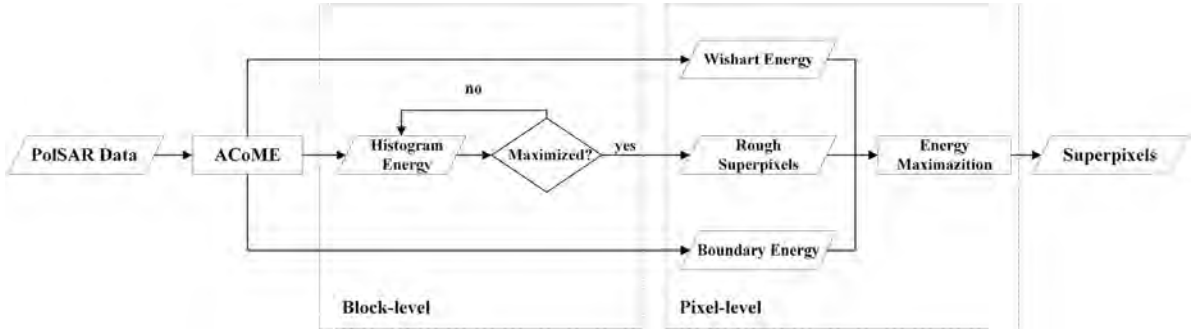 Wishart Energy
no
PolSAR Data
ACoME
Histogram
Energy
Maximized?
yes
Rough
Superpixels
Energy
Maximazition
Superpixels
Boundary Energy
Block-level
Pixel-level